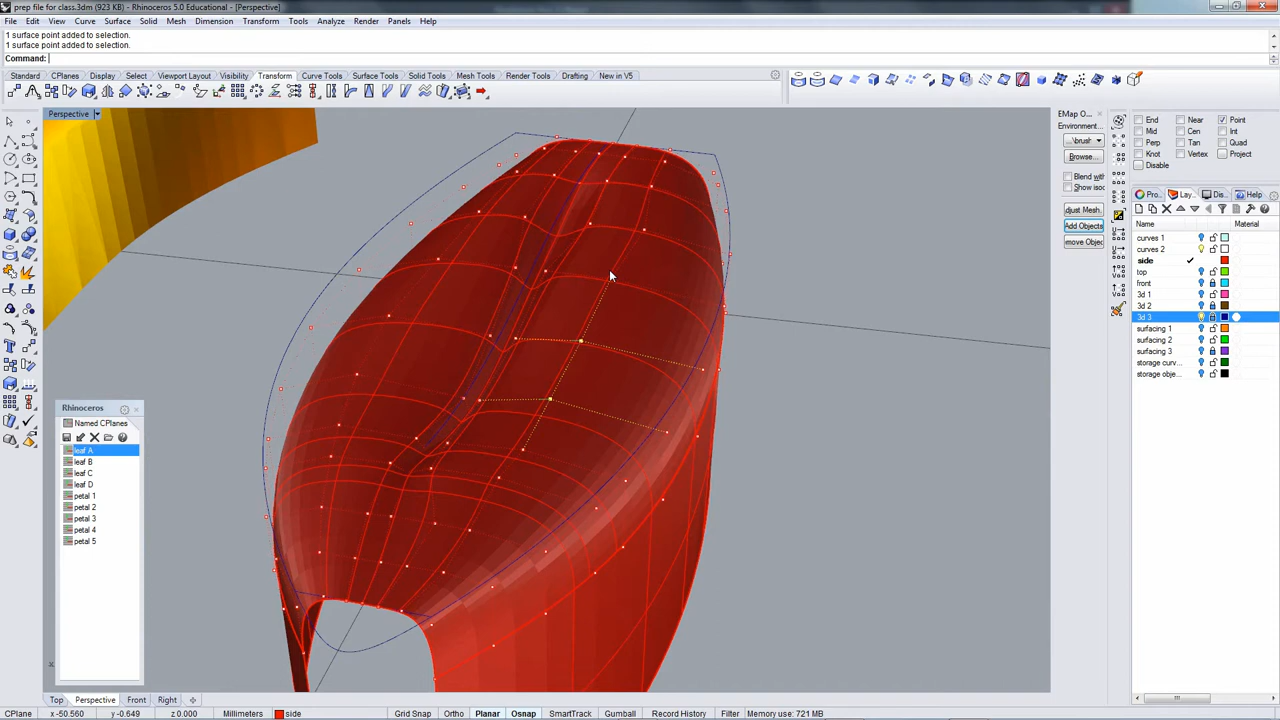 prep file for class.3dm (923 KB) - Rhinoceros 5.0 Educational - [Perspective]
File Edit View Curve Surface Solid Mesh Dimension Transform Tools Analyze Render Panels Help
1 surface point added to selection.
1 surface point added to selection.
Command:
Standard CPlanes Display Select Viewport Layout Visibility Transform Curve Tools Surface Tools Solid Tools Mesh Tools Render Tools Drafting New in V5
Perspective
EMap O...
Environment...
...\brush
Browse...
Blend with
Show iso
djust Mesh.
Add Objects
move Objec
End Near Point
Mid Cen Int
Perp Tan Quad
Knot Vertex Project
Disable
Pro... Lay... Dis... Help
Name Material
curves 1
curves 2
side
top
front
3d 1
3d 2
3d 3
surfacing 1
surfacing 2
surfacing 3
storage curv...
storage obje...
Rhinoceros
Named CPlanes
leaf A
leaf B
leaf C
leaf D
petal 1
petal 2
petal 3
petal 4
petal 5
Top Perspective Front Right
CPlane x -50.560 y -0.649 z 0.000 Millimeters side Grid Snap Ortho Planar Osnap SmartTrack Gumball Record History Filter Memory use: 721 MB